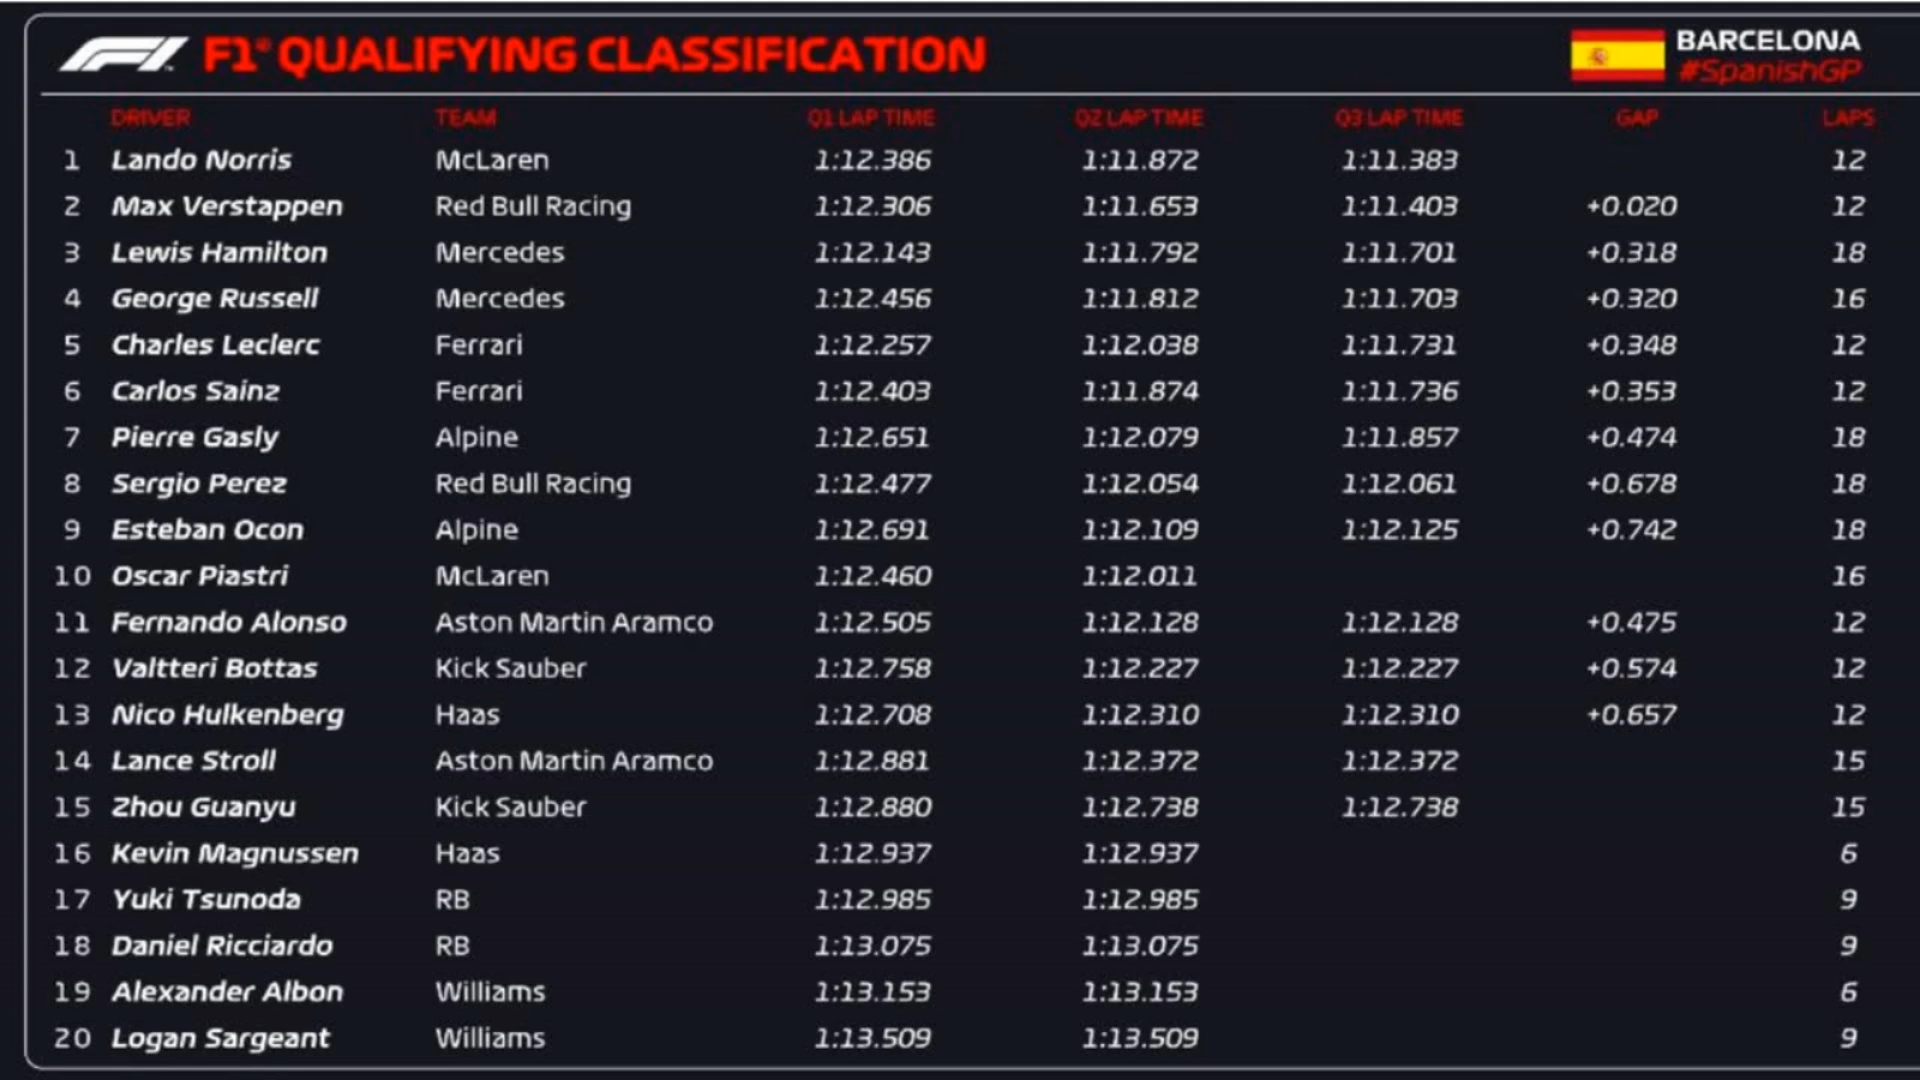 F1® QUALIFYING CLASSIFICATION
BARCELONA
#SpanishGP
DRIVER TEAM Q1 LAP TIME Q2 LAP TIME Q3 LAP TIME GAP LAPS
1 Lando Norris McLaren 1:12.386 1:11.872 1:11.383 12
2 Max Verstappen Red Bull Racing 1:12.306 1:11.653 1:11.403 +0.020 12
3 Lewis Hamilton Mercedes 1:12.143 1:11.792 1:11.701 +0.318 18
4 George Russell Mercedes 1:12.456 1:11.812 1:11.703 +0.320 16
5 Charles Leclerc Ferrari 1:12.257 1:12.038 1:11.731 +0.348 12
6 Carlos Sainz Ferrari 1:12.403 1:11.874 1:11.736 +0.353 12
7 Pierre Gasly Alpine 1:12.651 1:12.079 1:11.857 +0.474 18
8 Sergio Perez Red Bull Racing 1:12.477 1:12.054 1:12.061 +0.678 18
9 Esteban Ocon Alpine 1:12.691 1:12.109 1:12.125 +0.742 18
10 Oscar Piastri McLaren 1:12.460 1:12.011 16
11 Fernando Alonso Aston Martin Aramco 1:12.505 1:12.128 1:12.128 +0.475 12
12 Valtteri Bottas Kick Sauber 1:12.758 1:12.227 1:12.227 +0.574 12
13 Nico Hulkenberg Haas 1:12.708 1:12.310 1:12.310 +0.657 12
14 Lance Stroll Aston Martin Aramco 1:12.881 1:12.372 1:12.372 15
15 Zhou Guanyu Kick Sauber 1:12.880 1:12.738 1:12.738 15
16 Kevin Magnussen Haas 1:12.937 1:12.937 6
17 Yuki Tsunoda RB 1:12.985 1:12.985 9
18 Daniel Ricciardo RB 1:13.075 1:13.075 9
19 Alexander Albon Williams 1:13.153 1:13.153 6
20 Logan Sargeant Williams 1:13.509 1:13.509 9